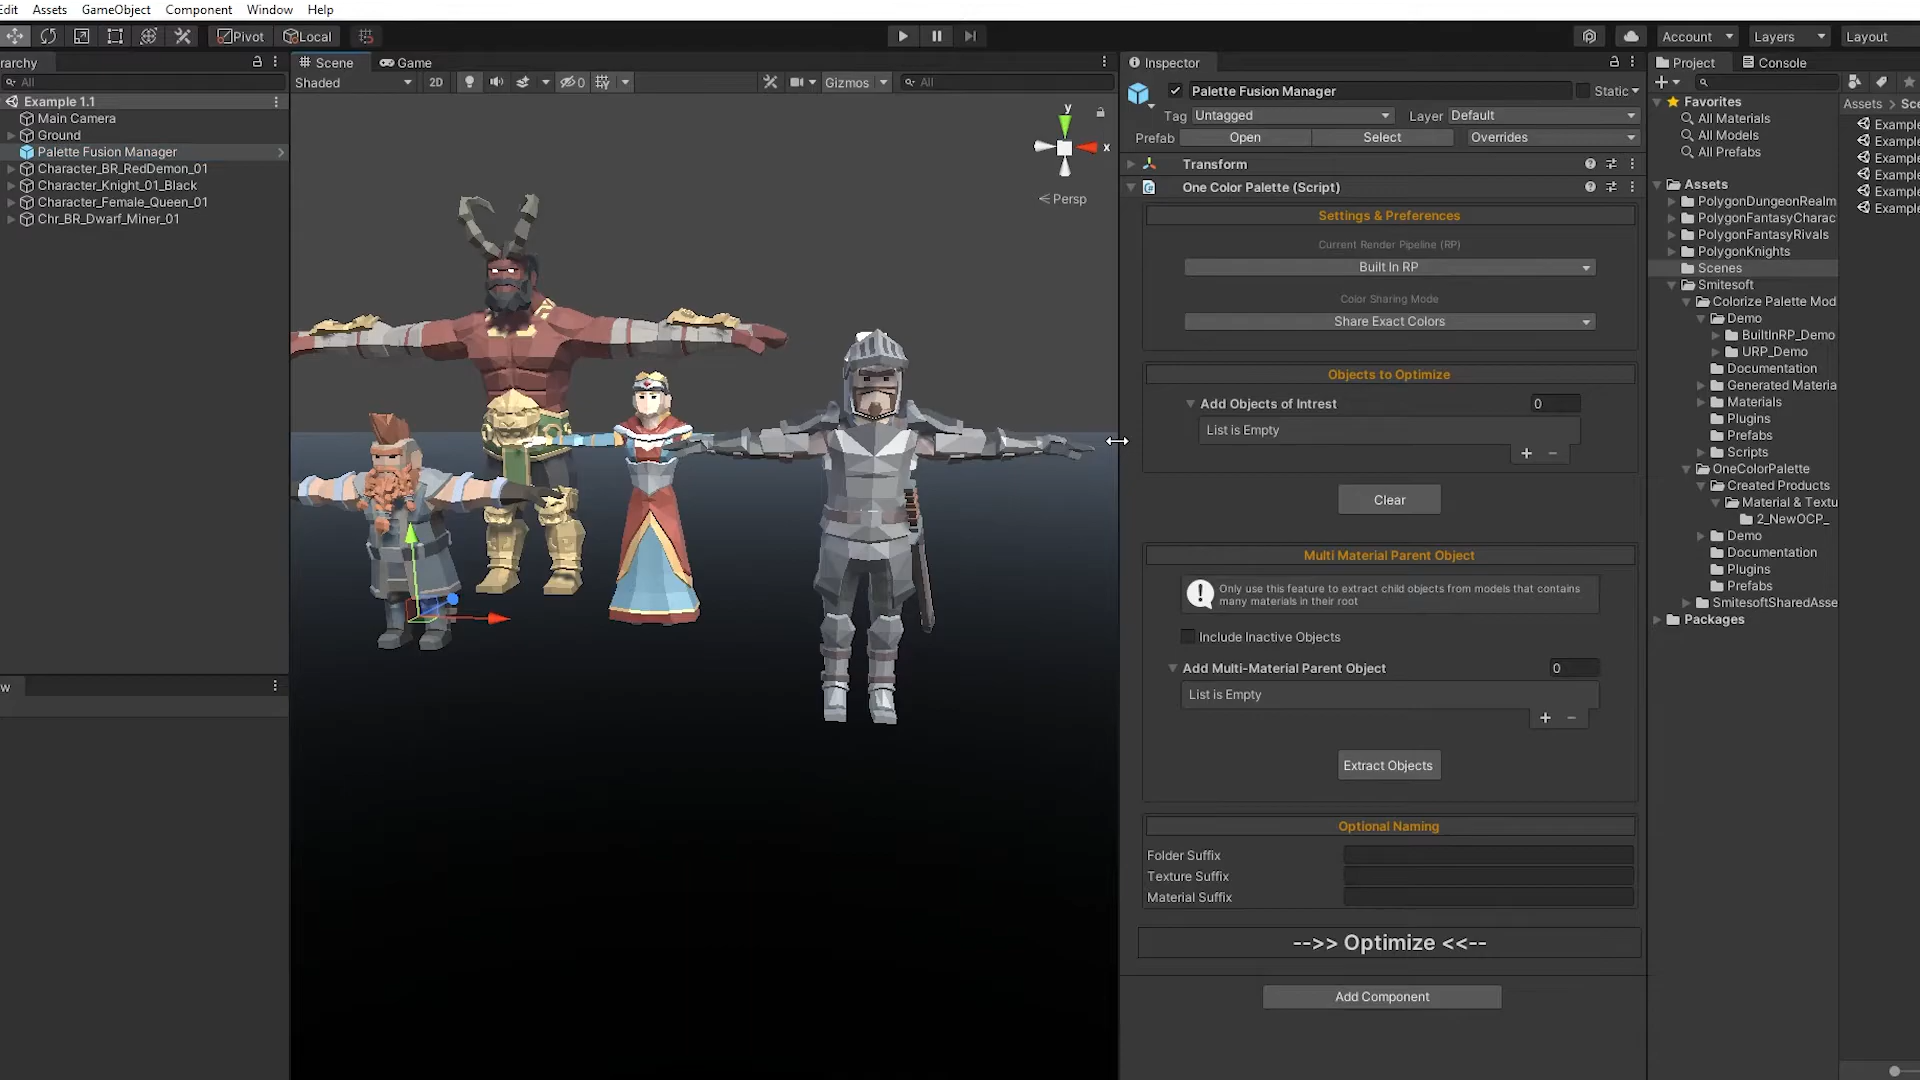 Edit Assets GameObject Component Window Help
Pivot Local Account Layers Layout
rarchy
All
Example 1.1
Main Camera
Ground
Palette Fusion Manager
Character_BR_RedDemon_01
Character_Knight_01_Black
Character_Female_Queen_01
Chr_BR_Dwarf_Miner_01
w
Scene Game
Shaded 2D 0 Gizmos All
y
x
Persp
Inspector
Palette Fusion Manager Static
Tag Untagged Layer Default
Prefab Open Select Overrides
Transform
One Color Palette (Script)
Settings & Preferences
Current Render Pipeline (RP)
Built In RP
Color Sharing Mode
Share Exact Colors
Objects to Optimize
Add Objects of Intrest 0
List is Empty
+ −
Clear
Multi Material Parent Object
Only use this feature to extract child objects from models that contains
many materials in their root
Include Inactive Objects
Add Multi-Material Parent Object 0
List is Empty
+ −
Extract Objects
Optional Naming
Folder Suffix
Texture Suffix
Material Suffix
-->> Optimize <<--
Add Component
Project Console
Favorites
All Materials
All Models
All Prefabs
Assets
PolygonDungeonRealm
PolygonFantasyCharac
PolygonFantasyRivals
PolygonKnights
Scenes
Smitesoft
Colorize Palette Mod
Demo
BuiltInRP_Demo
URP_Demo
Documentation
Generated Materia
Materials
Plugins
Prefabs
Scripts
OneColorPalette
Created Products
Material & Textu
2_NewOCP_
Demo
Documentation
Plugins
Prefabs
SmitesoftSharedAsse
Packages
Assets > Sce
Example
Example
Example
Example
Example
Example